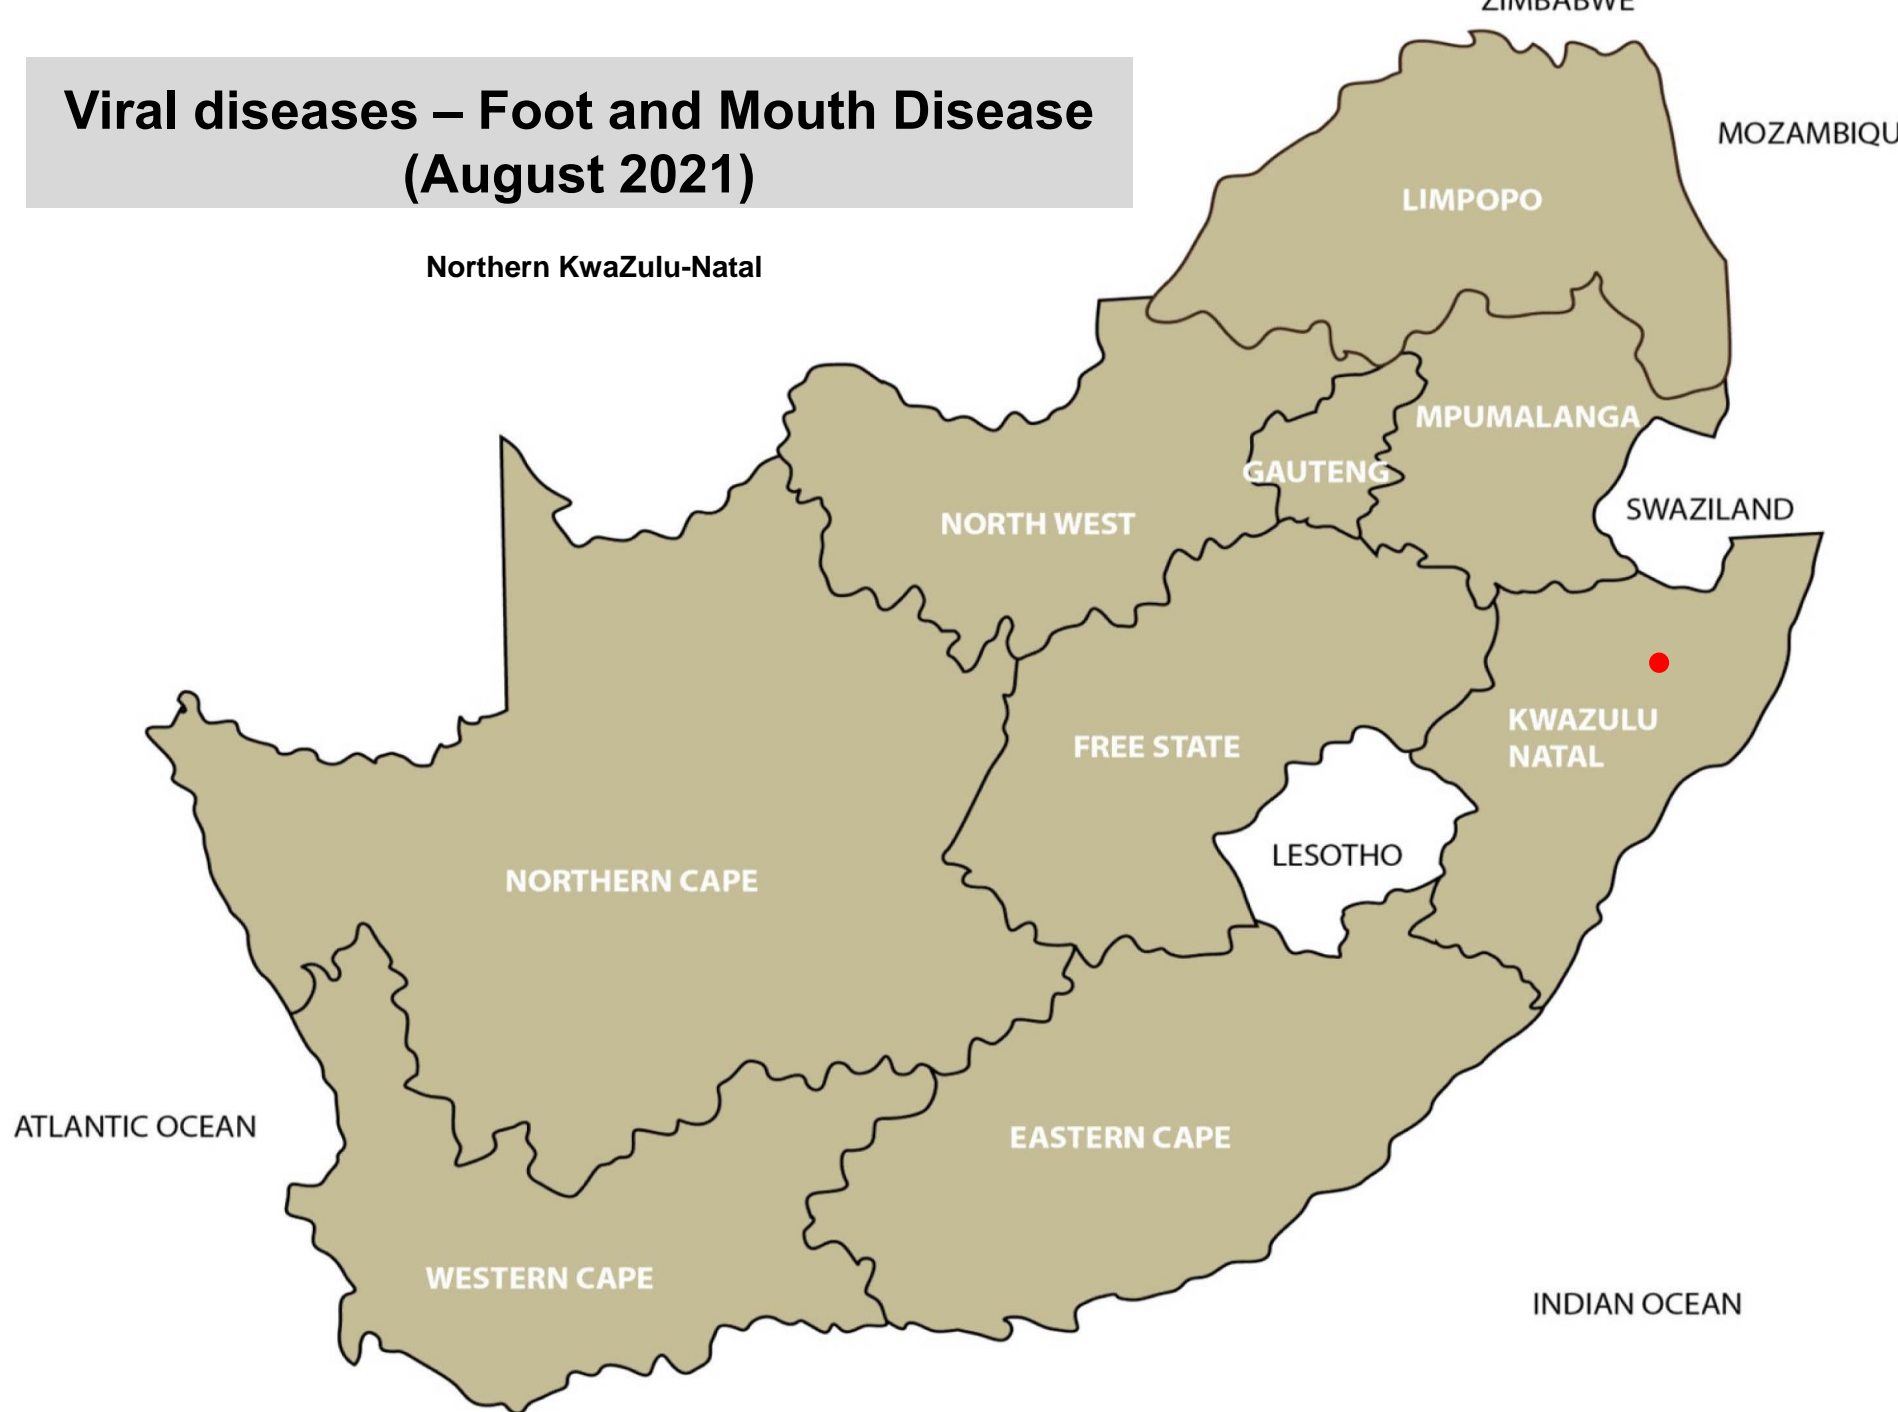 ZIMBABWE
Viral diseases – Foot and Mouth Disease
(August 2021)
MOZAMBIQU
LIMPOPO
Northern KwaZulu-Natal
MPUMALANGA
GAUTENG
SWAZILAND
NORTH WEST
KWAZULU
NATAL
FREE STATE
LESOTHO
NORTHERN CAPE
ATLANTIC OCEAN
EASTERN CAPE
WESTERN CAPE
INDIAN OCEAN